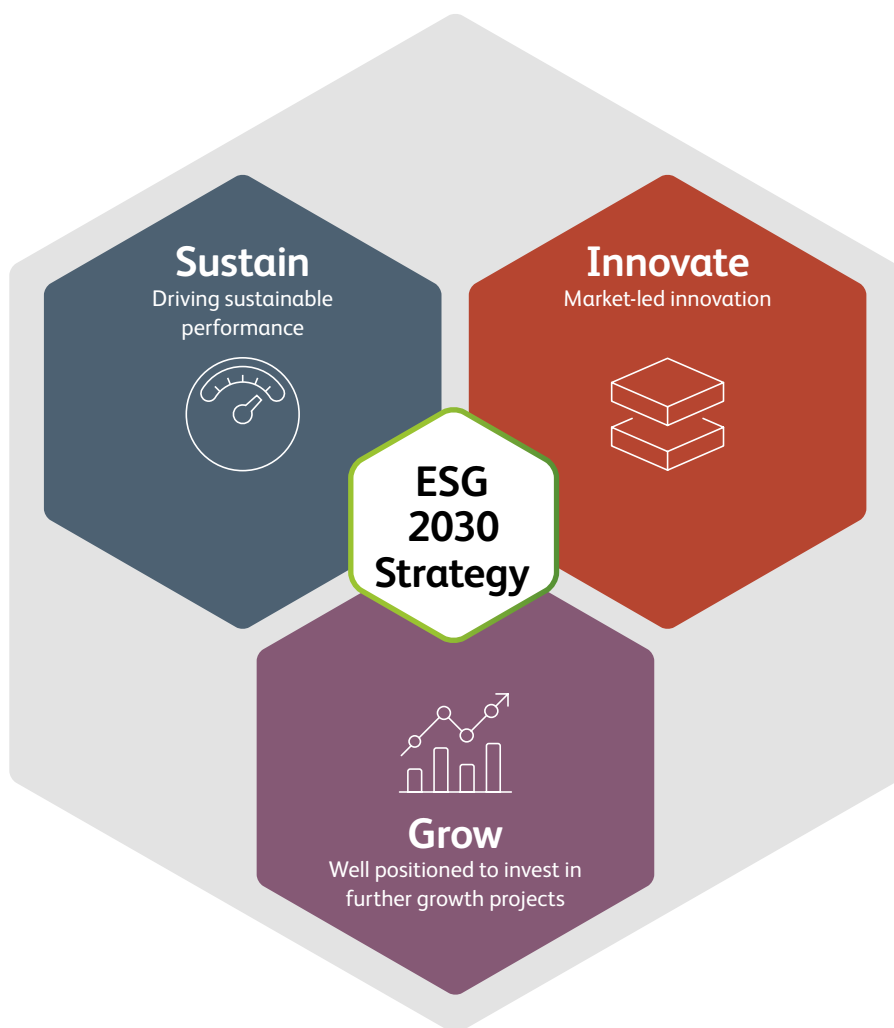 Sustain
Driving sustainable
performance
Innovate
Market-led innovation
ESG
2030
Strategy
Grow
Well positioned to invest in
further growth projects